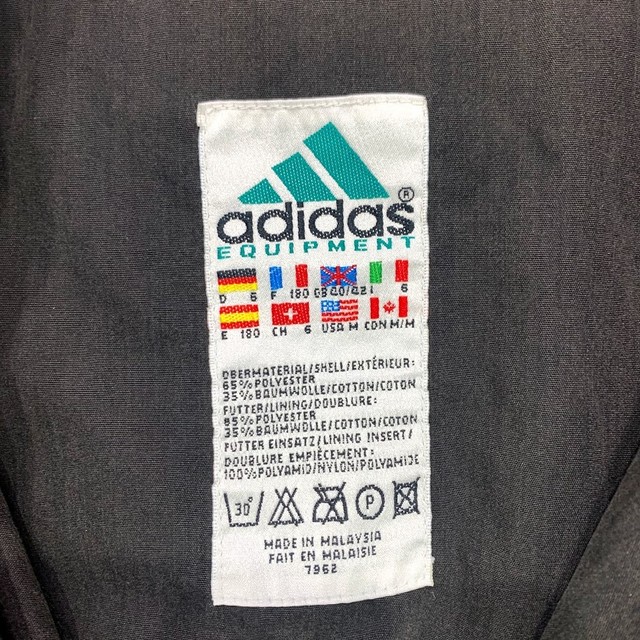 adidas®
EQUIPMENT
D 6 F 180 GB 40/42 I 6
E 180 CH 6 USA M CDN M/M
OBERMATERIAL/SHELL/EXTÉRIEUR:
65% POLYESTER
35% BAUMWOLLE/COTTON/COTON
FUTTER/LINING/DOUBLURE:
65% POLYESTER
35% BAUMWOLLE/COTTON/COTON
FUTTER EINSATZ/LINING INSERT/
DOUBLURE EMPIÈCEMENT:
100% POLYAMID/NYLON/POLYAMIDE
30° P
MADE IN MALAYSIA
FAIT EN MALAISIE
7962